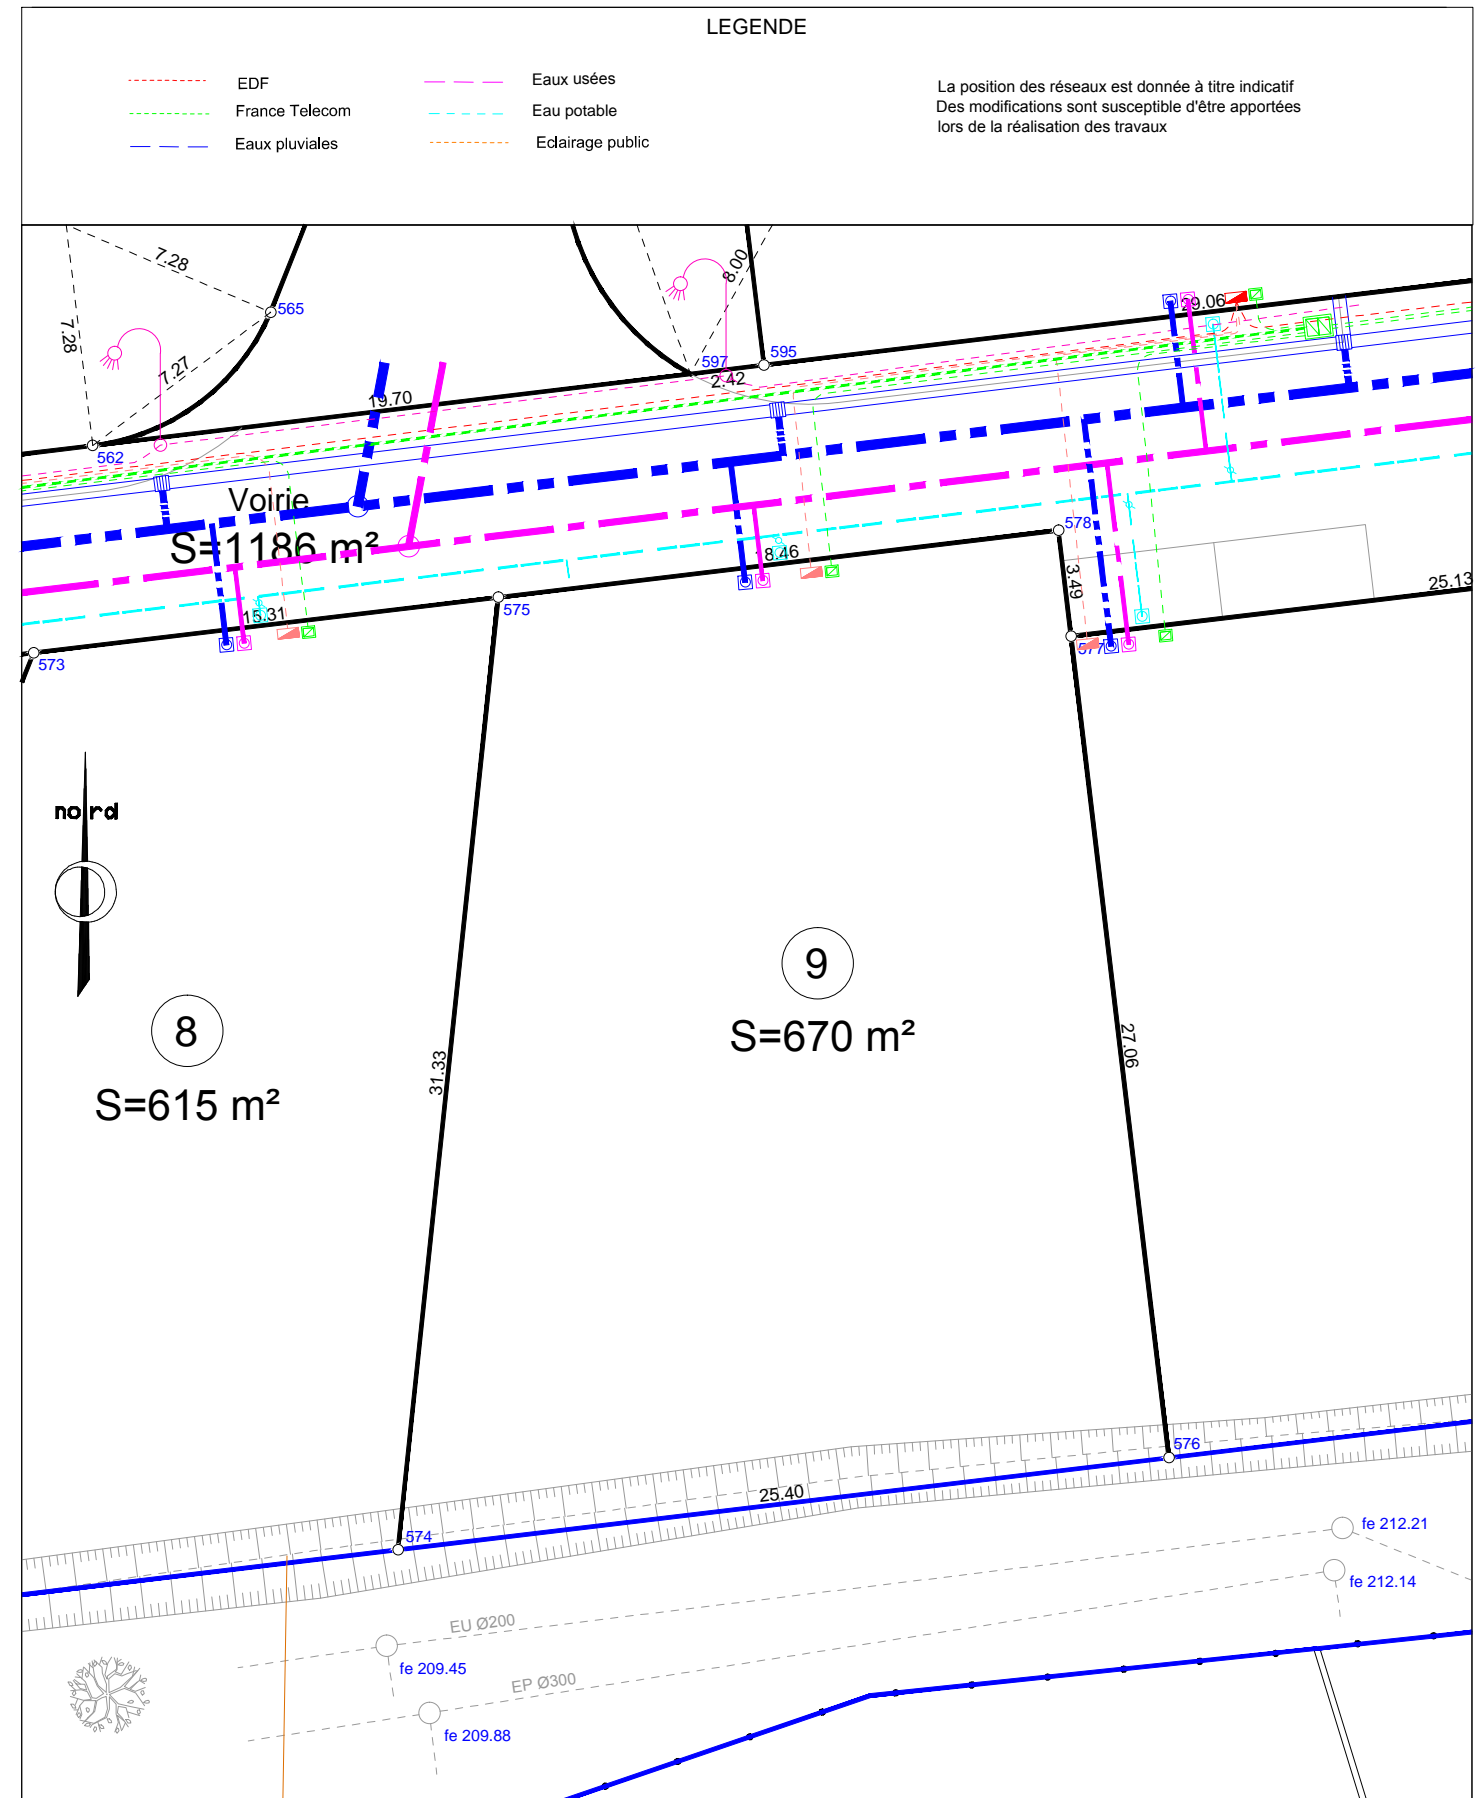 LEGENDE
EDF
Eaux usées
La position des réseaux est donnée à titre indicatif
France Telecom
Eau potable
Des modifications sont susceptible d'être apportées
Eaux pluviales
Eclairage public
lors de la réalisation des travaux
7.28
8.00
565
29.06
7.28
7.27
597
595
2.42
19.70
562
Voirie
S=1186 m²
578
18.46
3.49
25.13
575
15.31
577
573
nord
9
8
S=670 m²
27.06
31.33
S=615 m²
576
25.40
574
fe 212.21
fe 212.14
EU Ø200
fe 209.45
EP Ø300
fe 209.88